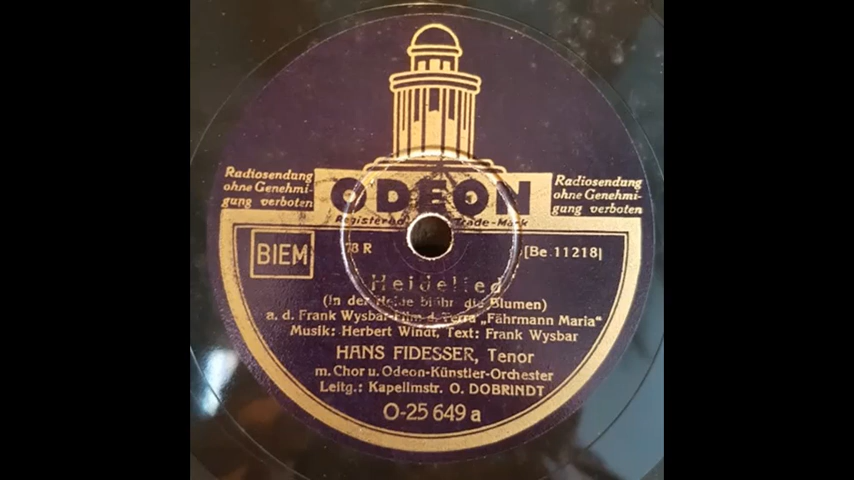 Radiosendung
ohne Genehmi-
gung verboten
ODEON
Registered Trade-Mark
Radiosendung
ohne Genehmi-
gung verboten
BIEM
78 R
[Be.11218]
Heidelied
(In der Heide blühn die Blumen)
a. d. Frank Wysbar-Film d. Terra „Fährmann Maria"
Musik: Herbert Windt, Text: Frank Wysbar
HANS FIDESSER, Tenor
m. Chor u. Odeon-Künstler-Orchester
Leitg.: Kapellmstr. O. DOBRINDT
O-25 649 a